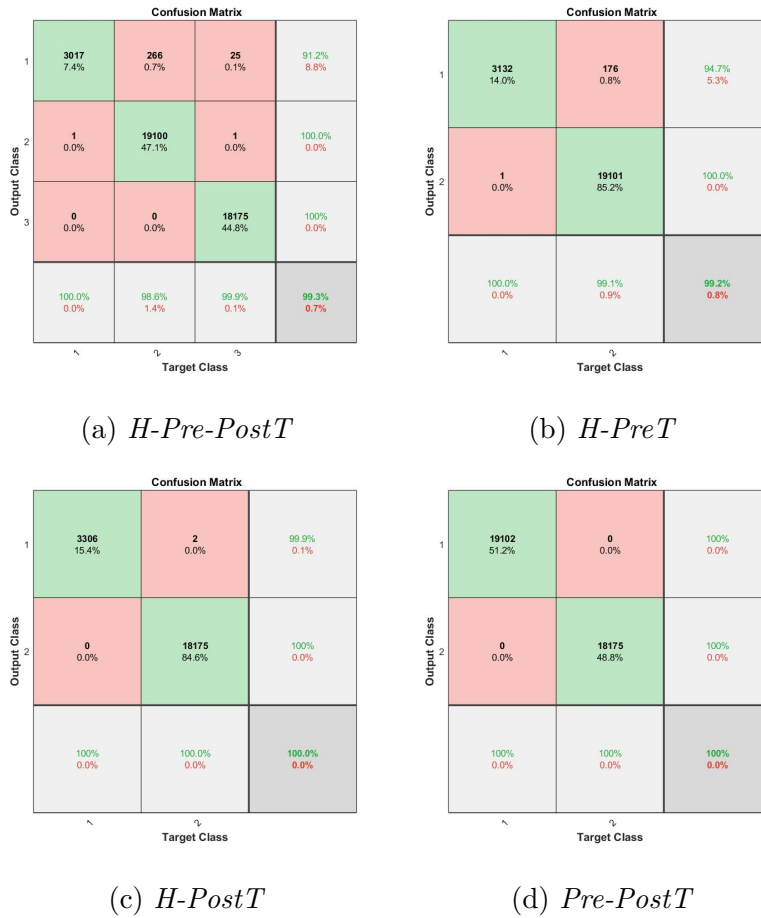 Confusion Matrix
1
3017 266 25 91.2%
7.4% 0.7% 0.1% 8.8%
2
1 19100 1 100.0%
0.0% 47.1% 0.0% 0.0%
3
0 0 18175 100%
0.0% 0.0% 44.8% 0.0%
100.0% 98.6% 99.9% 99.3%
0.0% 1.4% 0.1% 0.7%
1 2 3
Output Class
Target Class
(a) H-Pre-PostT
Confusion Matrix
1
3132 176 94.7%
14.0% 0.8% 5.3%
2
1 19101 100.0%
0.0% 85.2% 0.0%
100.0% 99.1% 99.2%
0.0% 0.9% 0.8%
1 2
Output Class
Target Class
(b) H-PreT
Confusion Matrix
1
3306 2 99.9%
15.4% 0.0% 0.1%
2
0 18175 100%
0.0% 84.6% 0.0%
100% 100.0% 100.0%
0.0% 0.0% 0.0%
1 2
Output Class
Target Class
(c) H-PostT
Confusion Matrix
1
19102 0 100%
51.2% 0.0% 0.0%
2
0 18175 100%
0.0% 48.8% 0.0%
100% 100% 100%
0.0% 0.0% 0.0%
1 2
Output Class
Target Class
(d) Pre-PostT